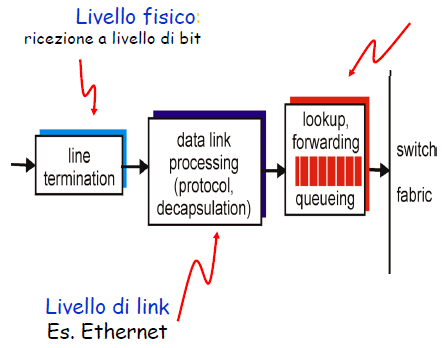 Livello fisico:
ricezione a livello di bit
line
termination
data link
processing
(protocol,
decapsulation)
lookup,
forwarding
queueing
switch
fabric
Livello di link
Es. Ethernet